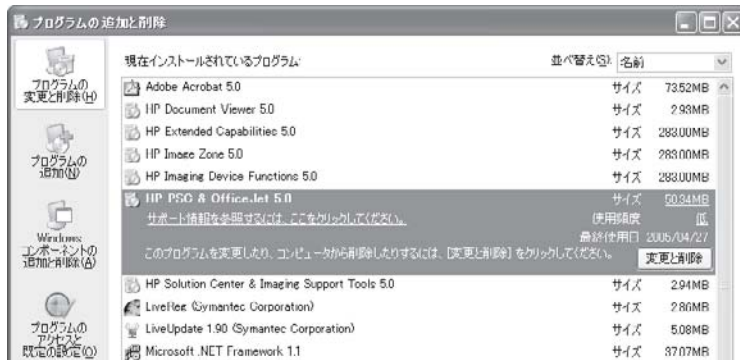 プログラムの追加と削除
プログラムの
変更と削除(H)
プログラムの
追加(N)
Windows
コンポーネントの
追加と削除(A)
プログラムの
アクセスと
既定の設定(O)
現在インストールされているプログラム:
並べ替え(S): 名前
Adobe Acrobat 5.0 サイズ 73.52MB
HP Document Viewer 5.0 サイズ 2.93MB
HP Extended Capabilities 5.0 サイズ 283.00MB
HP Image Zone 5.0 サイズ 283.00MB
HP Imaging Device Functions 5.0 サイズ 283.00MB
HP PSC & OfficeJet 5.0 サイズ 50.34MB
サポート情報を参照するには、ここをクリックしてください。 使用頻度 低
最終使用日 2005/04/27
このプログラムを変更したり、コンピュータから削除したりするには、[変更と削除] をクリックしてください。 変更と削除
HP Solution Center & Imaging Support Tools 5.0 サイズ 2.94MB
LiveReg (Symantec Corporation) サイズ 2.86MB
LiveUpdate 1.90 (Symantec Corporation) サイズ 5.08MB
Microsoft .NET Framework 1.1 サイズ 37.07MB